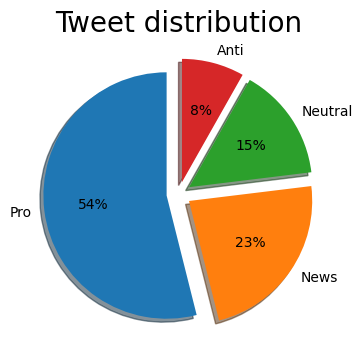 Tweet distribution
Anti
8%
Neutral
15%
Pro
54%
23%
News